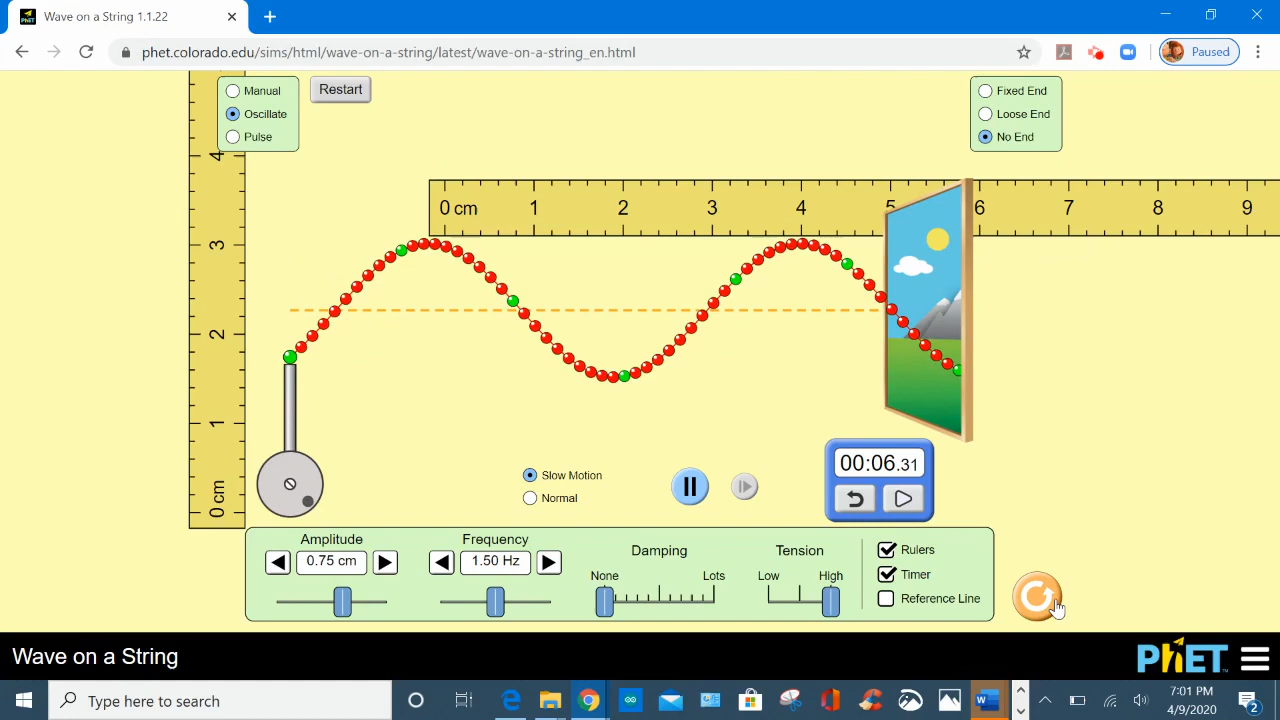 Wave on a String 1.1.22
phet.colorado.edu/sims/html/wave-on-a-string/latest/wave-on-a-string_en.html
Paused
Manual
Oscillate
Pulse
Restart
Fixed End
Loose End
No End
4
3
2
1
0 cm
0 cm 1 2 3 4 5 6 7 8 9
Slow Motion
Normal
00:06.31
Amplitude
0.75 cm
Frequency
1.50 Hz
Damping
None
Lots
Tension
Low
High
Rulers
Timer
Reference Line
Wave on a String
PhET
Type here to search
7:01 PM
4/9/2020
2